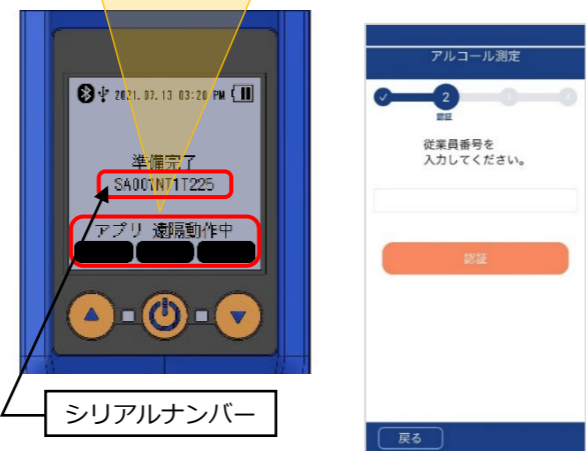 2021.07.13 03:20 PM
準備完了
SA001NT1T225
アプリ 遠隔動作中
シリアルナンバー
アルコール測定
2
認証
従業員番号を
入力してください。
認証
戻る